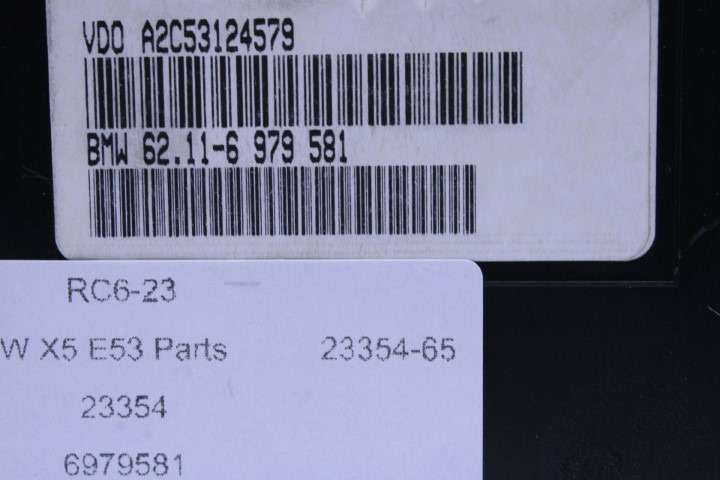 VDO A2C53124579
BMW 62.11-6 979 581
RC6-23
W X5 E53 Parts 23354-65
23354
6979581